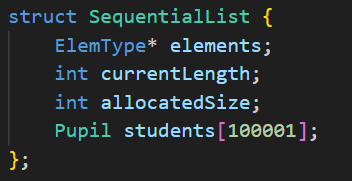 struct SequentialList {
    ElemType* elements;
    int currentLength;
    int allocatedSize;
    Pupil students[100001];
};